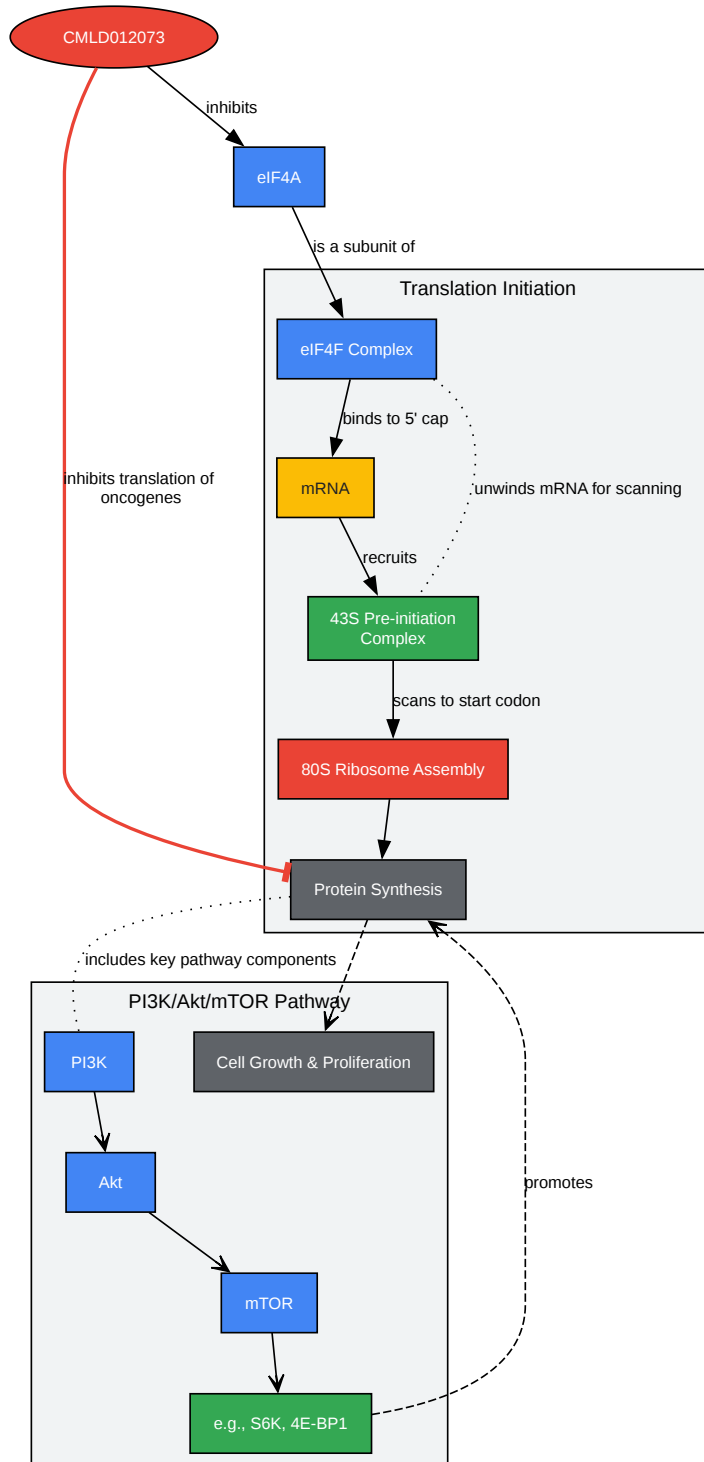 CMLD012073
inhibits
eIF4A
is a subunit of
Translation Initiation
eIF4F Complex
binds to 5' cap
inhibits translation of
oncogenes
mRNA
unwinds mRNA for scanning
recruits
43S Pre-initiation
Complex
scans to start codon
80S Ribosome Assembly
Protein Synthesis
includes key pathway components
PI3K/Akt/mTOR Pathway
PI3K
Cell Growth & Proliferation
Akt
promotes
mTOR
e.g., S6K, 4E-BP1